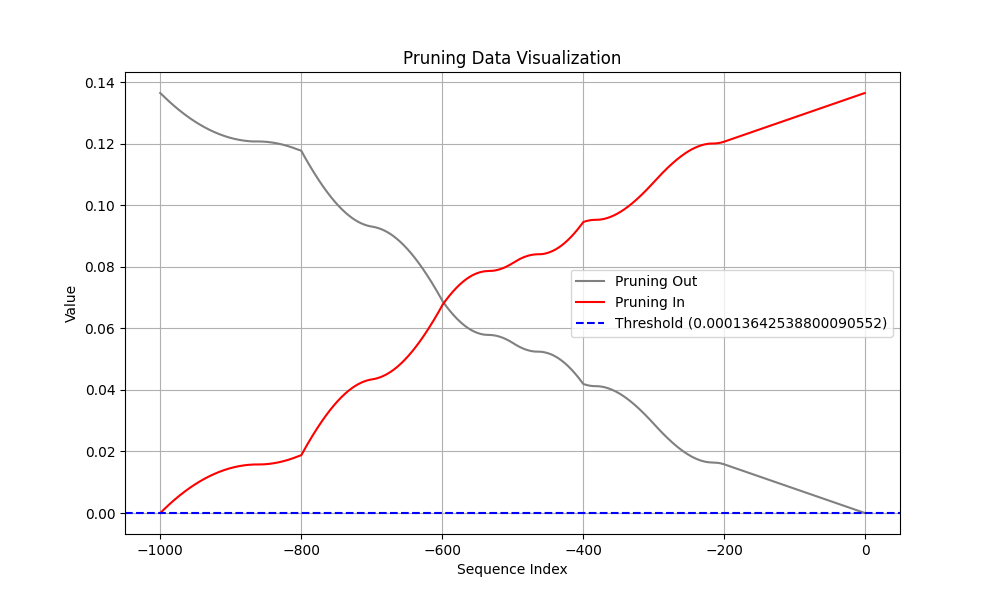 Pruning Data Visualization
0.14
0.12
0.10
0.08
0.06
0.04
0.02
0.00
Value
Pruning Out
Pruning In
Threshold (0.00013642538800090552)
−1000
−800
−600
−400
−200
0
Sequence Index